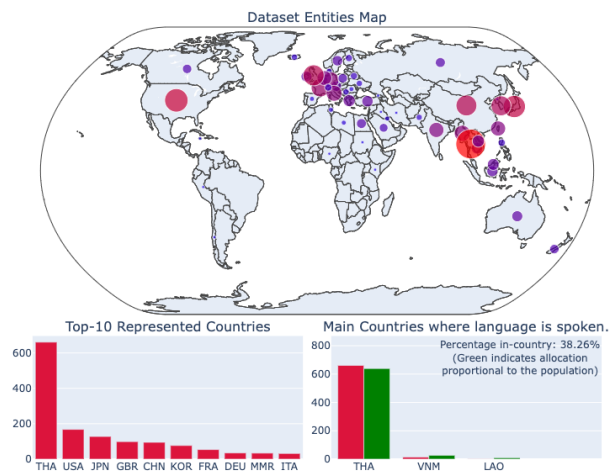 Dataset Entities Map
Top-10 Represented Countries
600
400
200
0
THA USA JPN GBR CHN KOR FRA DEU MMR ITA
Main Countries where language is spoken.
Percentage in-country: 38.26%
(Green indicates allocation
proportional to the population)
800
600
400
200
0
THA VNM LAO